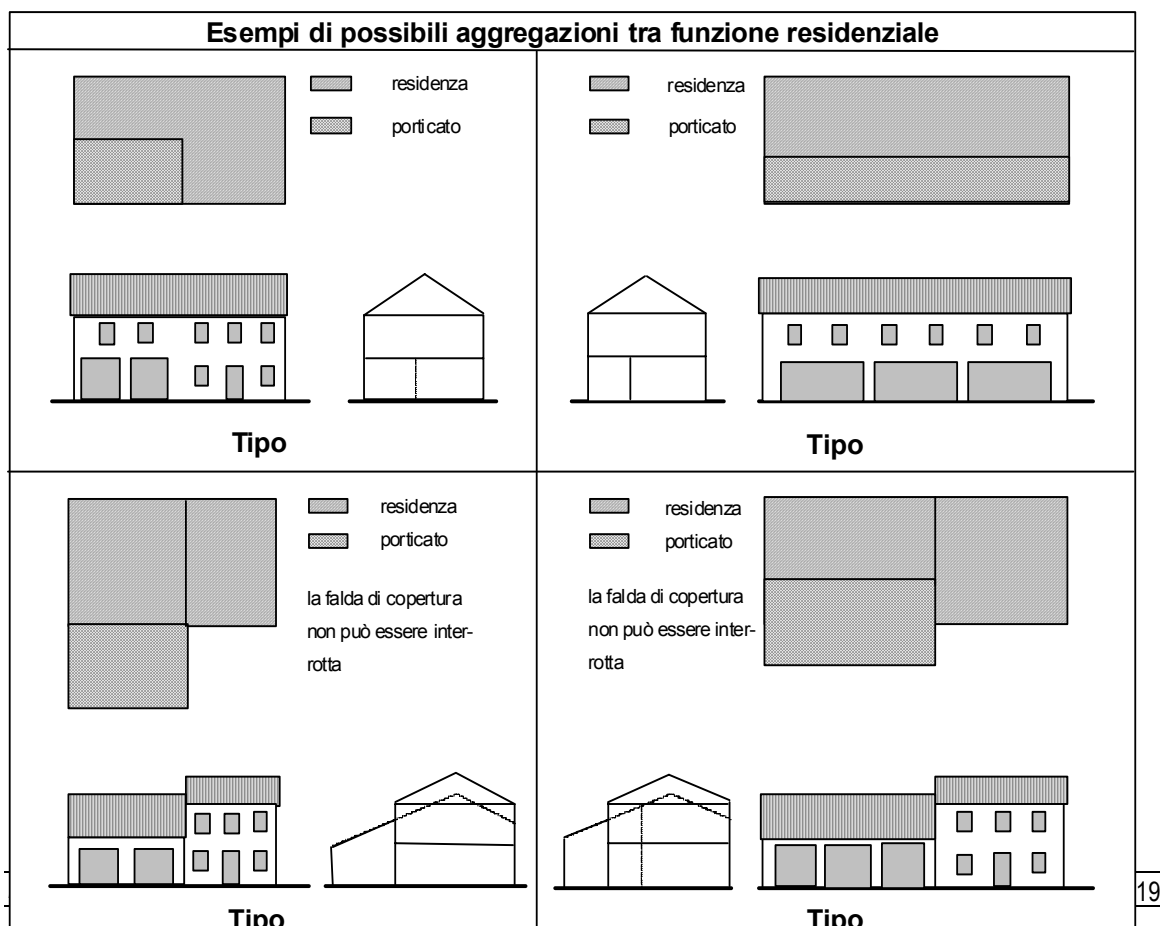 Esempi di possibili aggregazioni tra funzione residenziale
residenza
porticato
Tipo
residenza
porticato
Tipo
residenza
porticato
la falda di copertura
non può essere inter-
rotta
Tipo
residenza
porticato
la falda di copertura
non può essere inter-
rotta
Tipo
19